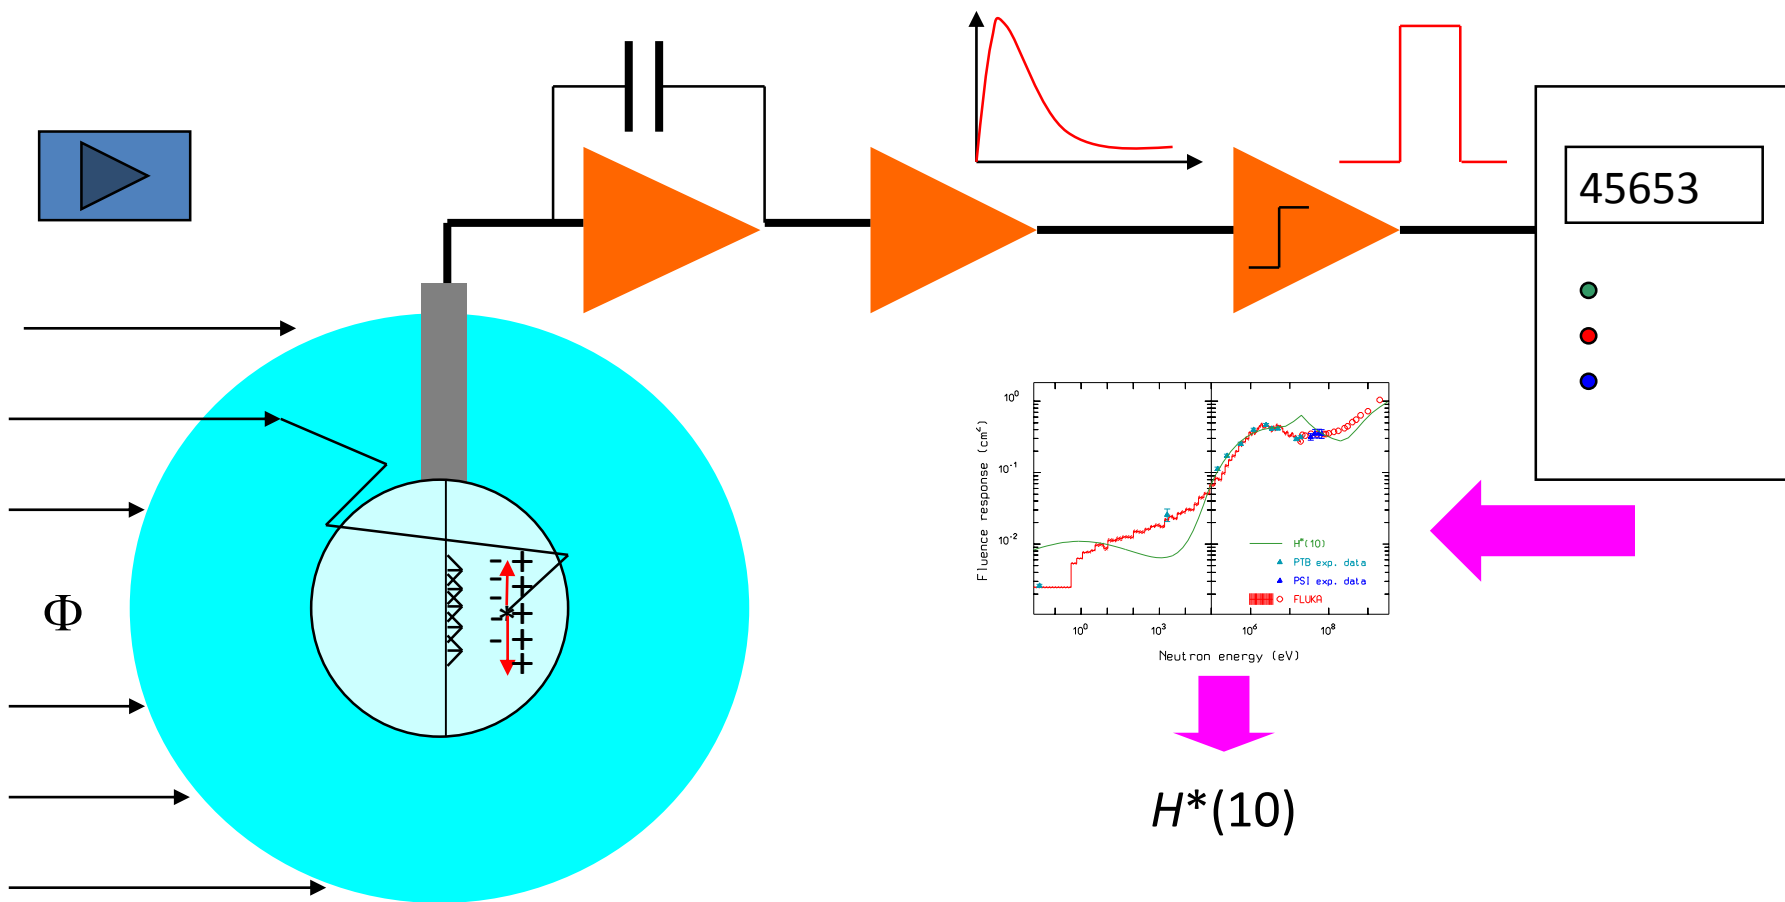 45653
Φ
Fluence response (cm²)
10⁰
10⁻¹
10⁻²
H*(10)
PTB exp. data
PSI exp. data
FLUKA
10⁰ 10³ 10⁶ 10⁸
Neutron energy (eV)
H*(10)